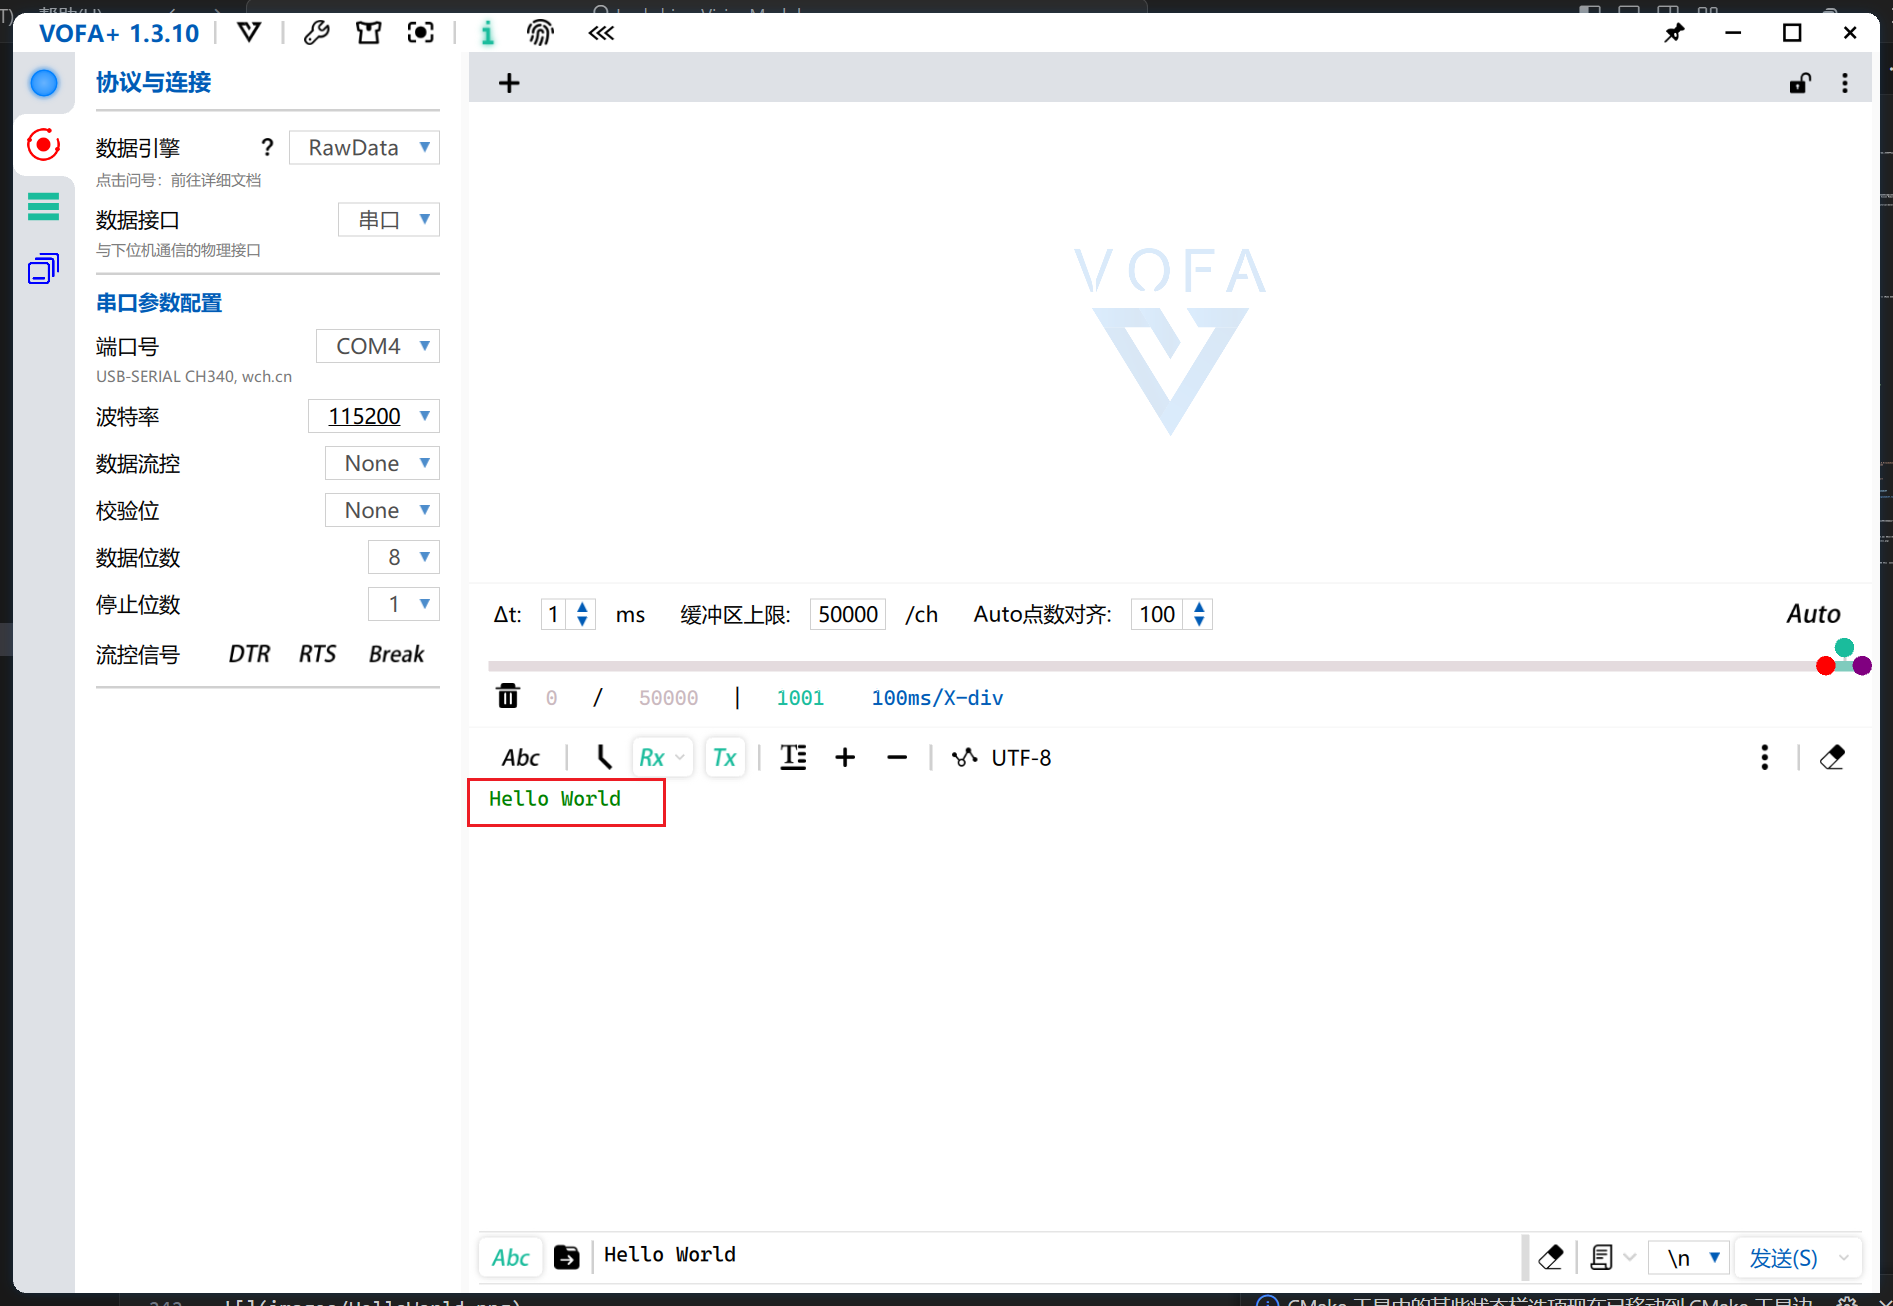 VOFA+ 1.3.10
协议与连接
数据引擎 ? RawData
点击问号：前往详细文档
数据接口 串口
与下位机通信的物理接口
串口参数配置
端口号 COM4
USB-SERIAL CH340, wch.cn
波特率 115200
数据流控 None
校验位 None
数据位数 8
停止位数 1
流控信号 DTR RTS Break
VOFA
Δt: 1 ms 缓冲区上限: 50000 /ch Auto点数对齐: 100 Auto
0 / 50000 | 1001 100ms/X-div
Abc Rx Tx UTF-8
Hello World
Abc Hello World \n 发送(S)